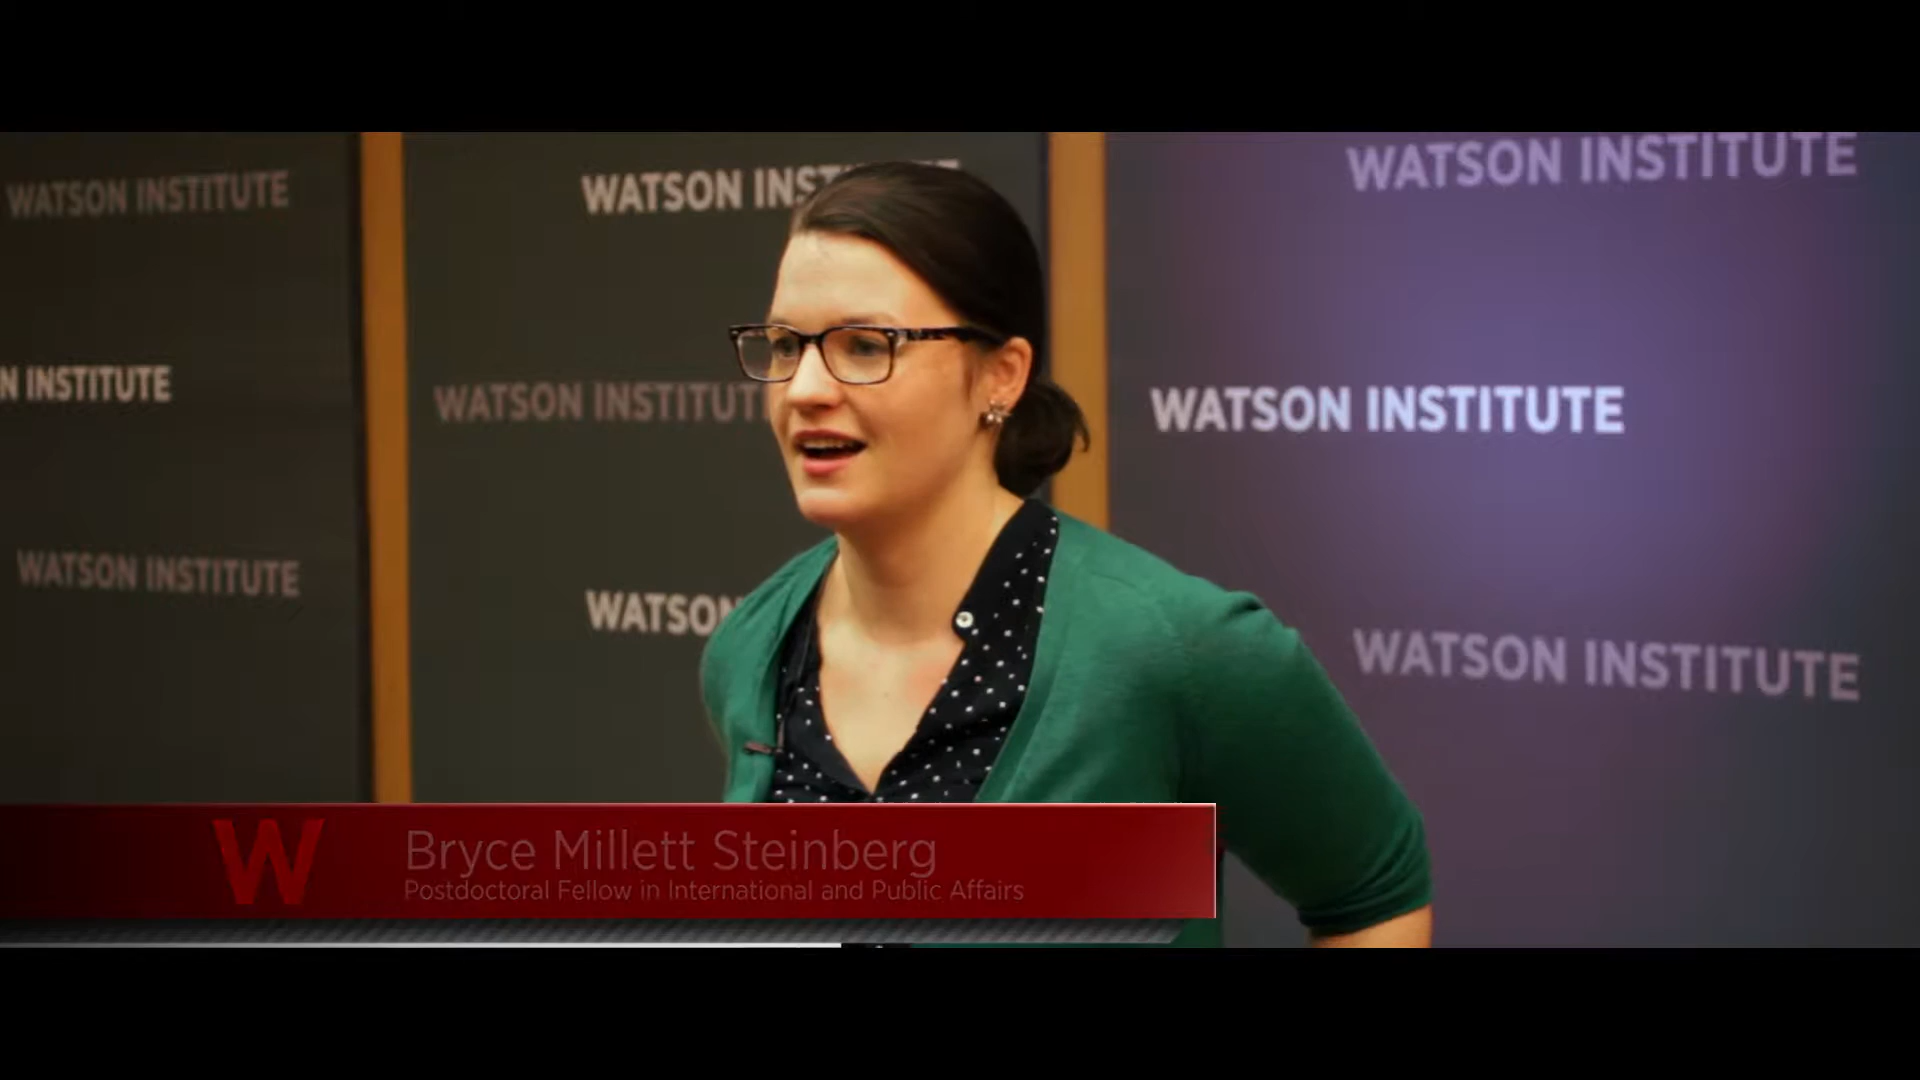 WATSON INSTITUTE
WATSON INST
WATSON INSTITUTE
N INSTITUTE
WATSON INSTITUT
WATSON INSTITUTE
WATSON INSTITUTE
WATSON
WATSON INSTITUTE
W
Bryce Millett Steinberg
Postdoctoral Fellow in International and Public Affairs